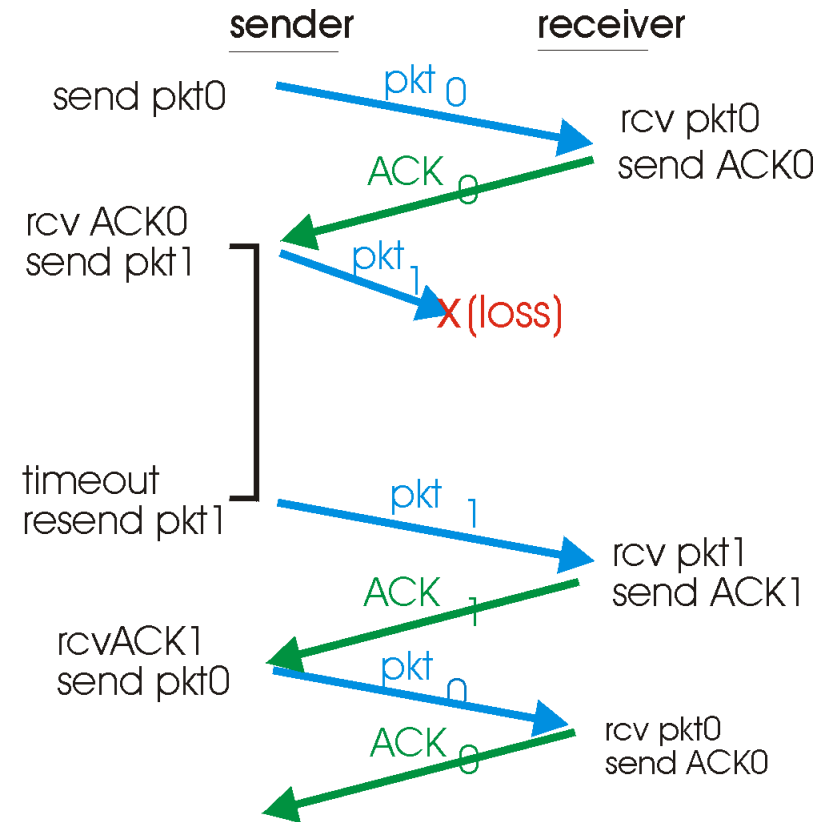 sender
receiver
send pkt0
pkt 0
rcv pkt0
send ACK0
ACK 0
rcv ACK0
send pkt1
pkt 1
X (loss)
timeout
resend pkt1
pkt 1
rcv pkt1
send ACK1
ACK 1
rcvACK1
send pkt0
pkt 0
rcv pkt0
send ACK0
ACK 0